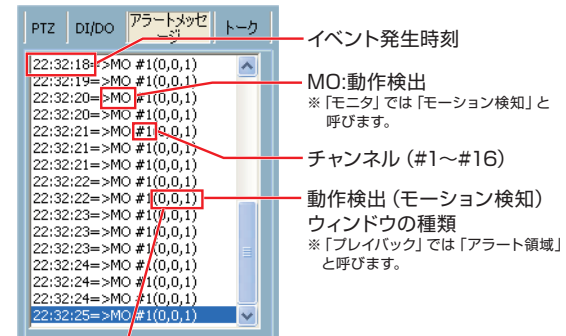 PTZ
DI/DO
アラートメッセ
ージ
トーク
22:32:18=>MO #1(0,0,1)
22:32:19=>MO #1(0,0,1)
22:32:20=>MO #1(0,0,1)
22:32:20=>MO #1(0,0,1)
22:32:21=>MO #1(0,0,1)
22:32:21=>MO #1(0,0,1)
22:32:21=>MO #1(0,0,1)
22:32:22=>MO #1(0,0,1)
22:32:22=>MO #1(0,0,1)
22:32:23=>MO #1(0,0,1)
22:32:23=>MO #1(0,0,1)
22:32:23=>MO #1(0,0,1)
22:32:24=>MO #1(0,0,1)
22:32:24=>MO #1(0,0,1)
22:32:24=>MO #1(0,0,1)
22:32:25=>MO #1(0,0,1)
イベント発生時刻
MO:動作検出
※「モニタ」では「モーション検知」と
呼びます。
チャンネル(#1～#16)
動作検出(モーション検知)
ウィンドウの種類
※「プレイバック」では「アラート領域」
と呼びます。